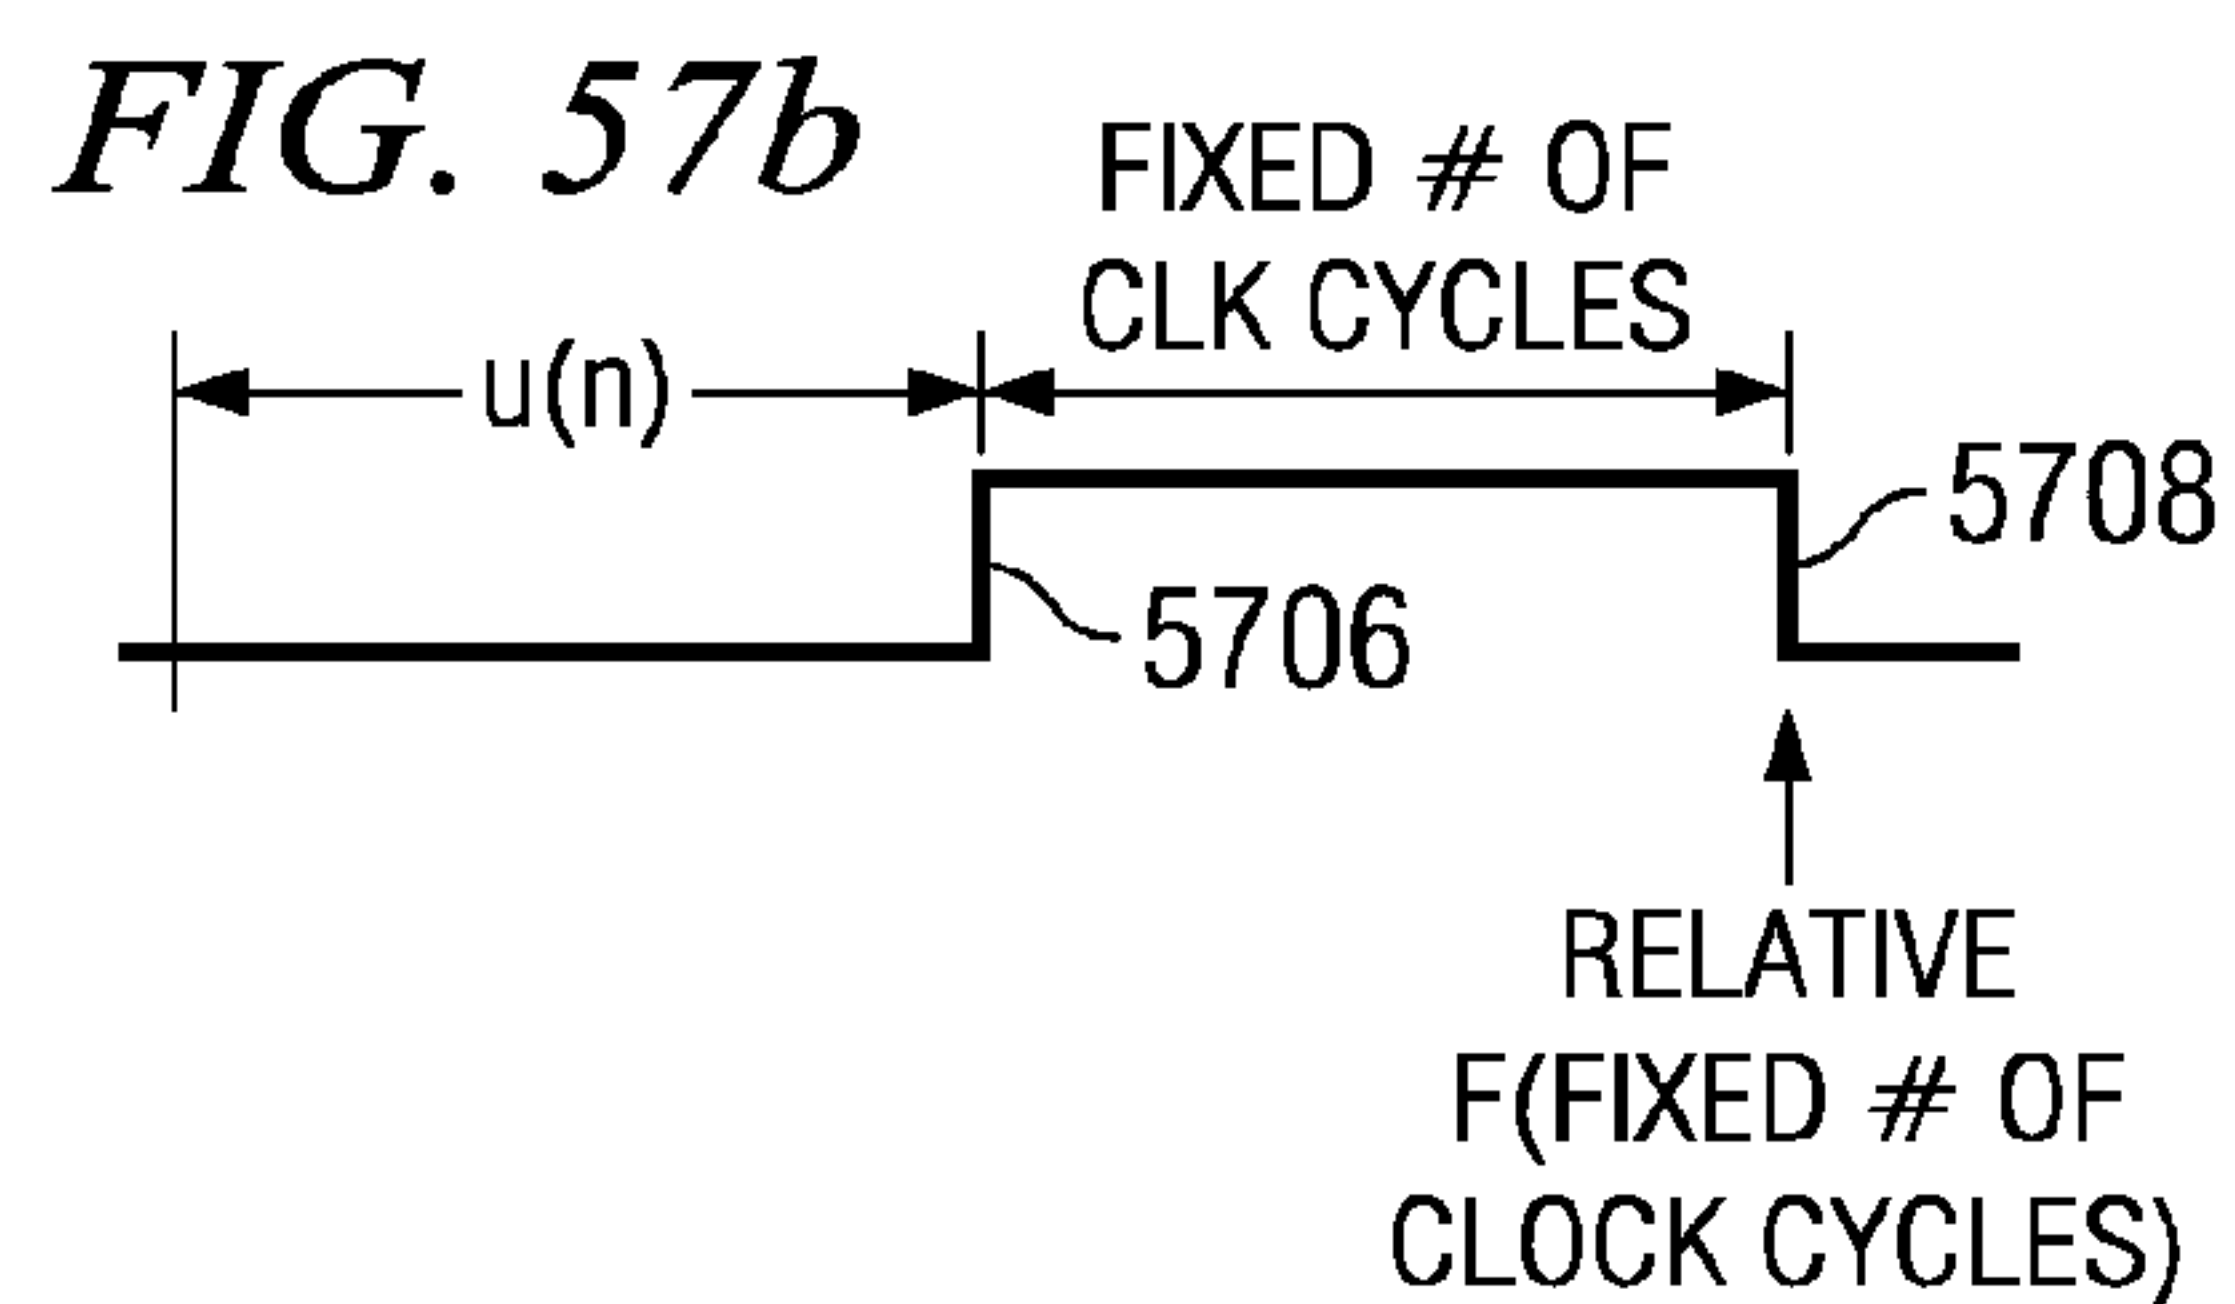 FIG. 57b
FIXED # OF
CLK CYCLES
u(n)
5708
5706
RELATIVE
F(FIXED # OF
CLOCK CYCLES)